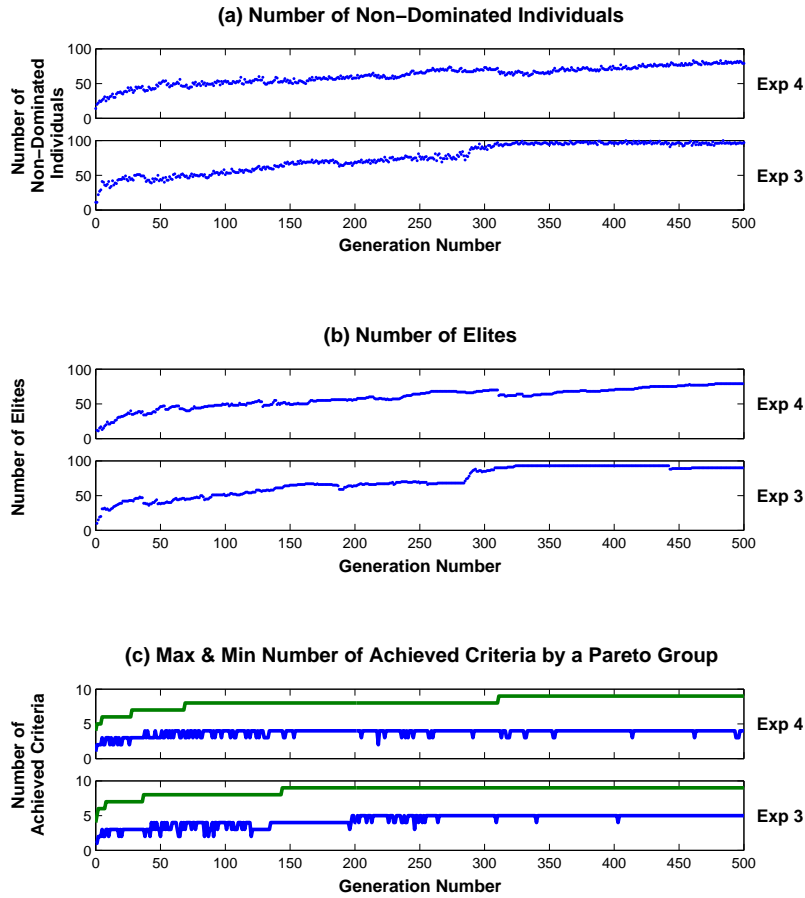 (a) Number of Non−Dominated Individuals
Number of
Non−Dominated
Individuals
100
50
0
Exp 4
100
50
0
Exp 3
0 50 100 150 200 250 300 350 400 450 500
Generation Number
(b) Number of Elites
Number of Elites
100
50
0
Exp 4
100
50
0
Exp 3
0 50 100 150 200 250 300 350 400 450 500
Generation Number
(c) Max & Min Number of Achieved Criteria by a Pareto Group
Number of
Achieved Criteria
10
5
0
Exp 4
10
5
0
Exp 3
0 50 100 150 200 250 300 350 400 450 500
Generation Number